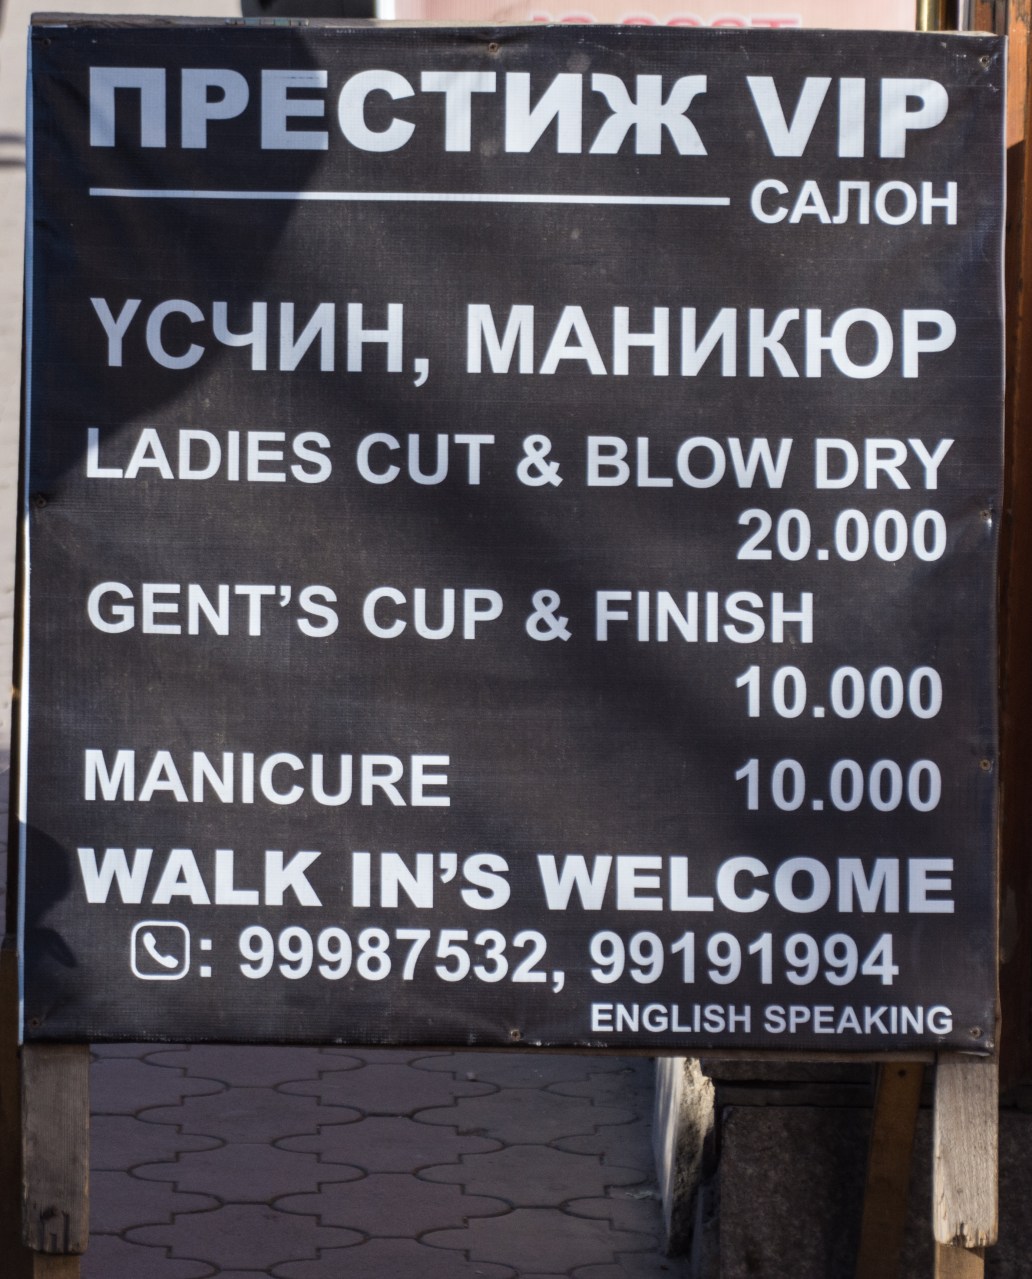 ПРЕСТИЖ VIP
САЛОН
ҮСЧИН, МАНИКЮР
LADIES CUT & BLOW DRY
20.000
GENT’S CUP & FINISH
10.000
MANICURE 10.000
WALK IN’S WELCOME
: 99987532, 99191994
ENGLISH SPEAKING